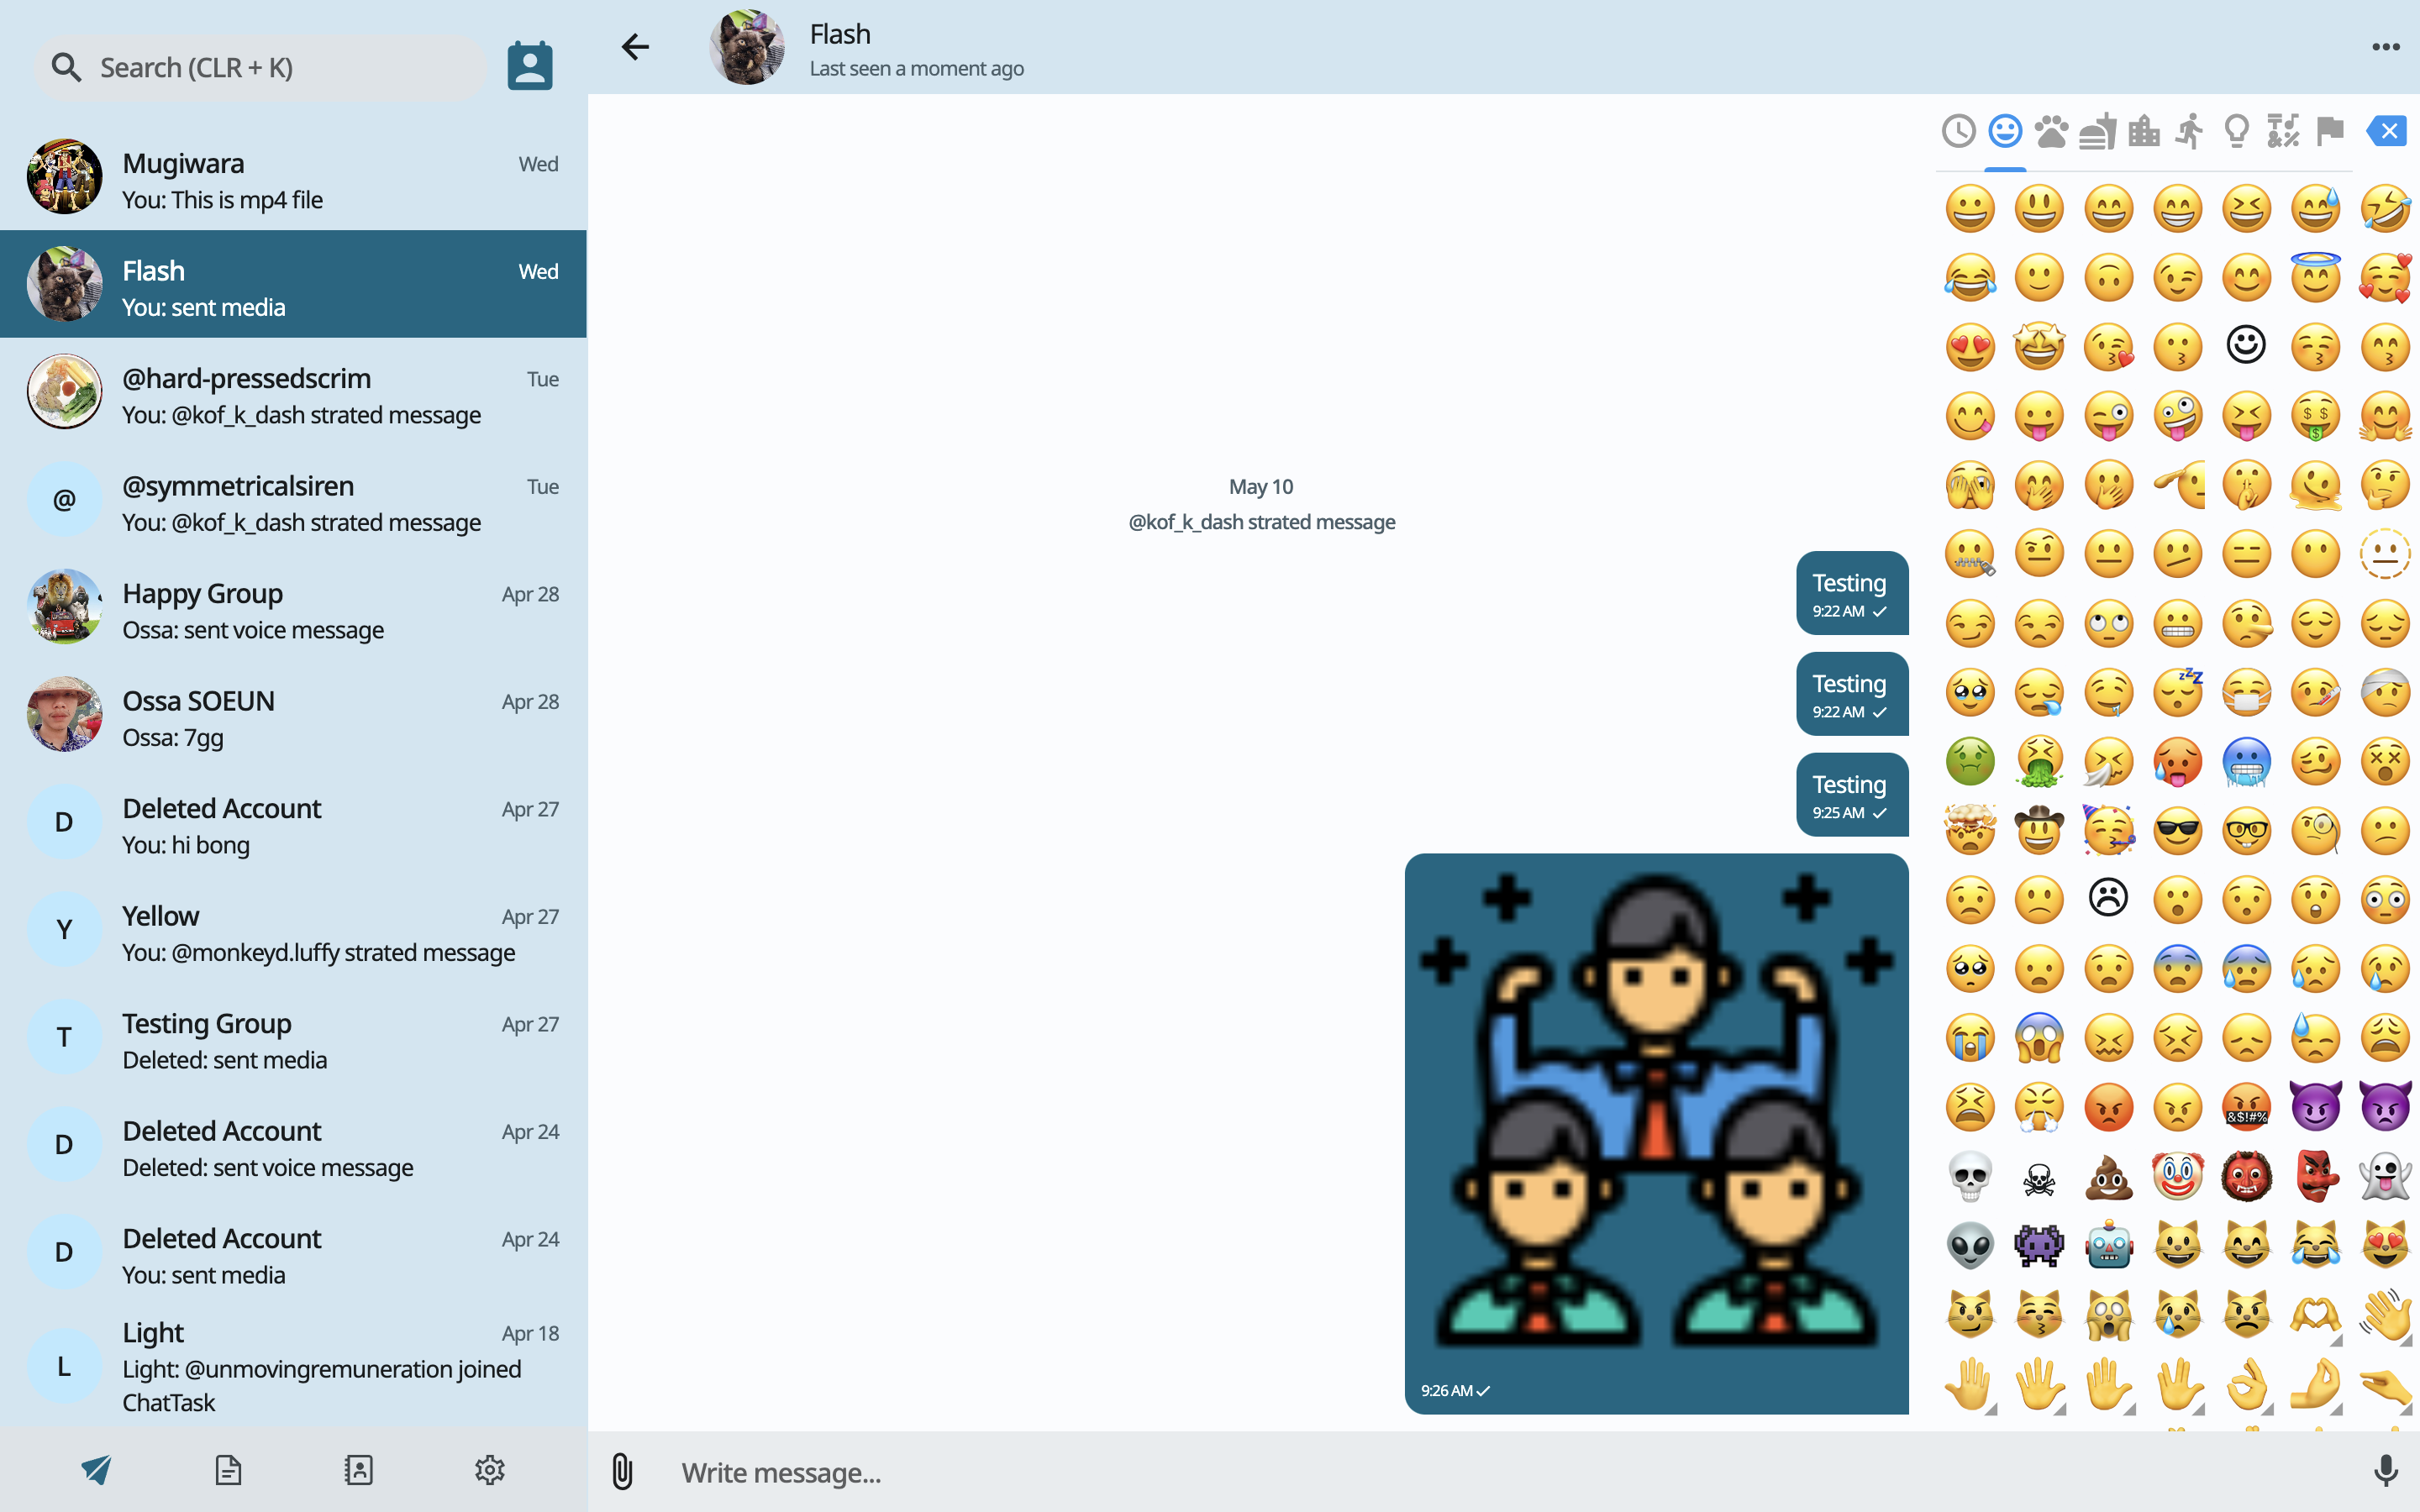 Search (CLR + K)
Mugiwara
Wed
You: This is mp4 file
Flash
Wed
You: sent media
@hard-pressedscrim
Tue
You: @kof_k_dash strated message
@
@symmetricalsiren
Tue
You: @kof_k_dash strated message
Happy Group
Apr 28
Ossa: sent voice message
Ossa SOEUN
Apr 28
Ossa: 7gg
D
Deleted Account
Apr 27
You: hi bong
Y
Yellow
Apr 27
You: @monkeyd.luffy strated message
T
Testing Group
Apr 27
Deleted: sent media
D
Deleted Account
Apr 24
Deleted: sent voice message
D
Deleted Account
Apr 24
You: sent media
L
Light
Apr 18
Light: @unmovingremuneration joined
ChatTask
Flash
Last seen a moment ago
May 10
@kof_k_dash strated message
Testing
9:22 AM
Testing
9:22 AM
Testing
9:25 AM
9:26 AM
Write message...